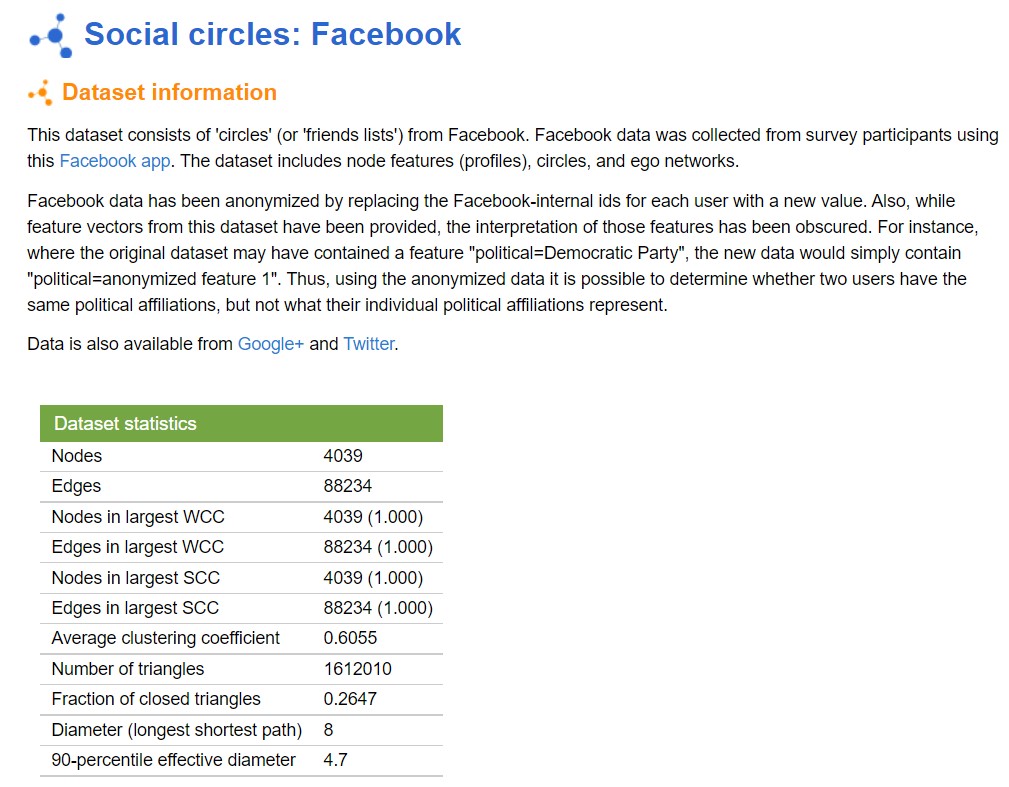 Social circles: Facebook
Dataset information
This dataset consists of 'circles' (or 'friends lists') from Facebook. Facebook data was collected from survey participants using
this Facebook app. The dataset includes node features (profiles), circles, and ego networks.
Facebook data has been anonymized by replacing the Facebook-internal ids for each user with a new value. Also, while
feature vectors from this dataset have been provided, the interpretation of those features has been obscured. For instance,
where the original dataset may have contained a feature "political=Democratic Party", the new data would simply contain
"political=anonymized feature 1". Thus, using the anonymized data it is possible to determine whether two users have the
same political affiliations, but not what their individual political affiliations represent.
Data is also available from Google+ and Twitter.
Dataset statistics
Nodes 4039
Edges 88234
Nodes in largest WCC 4039 (1.000)
Edges in largest WCC 88234 (1.000)
Nodes in largest SCC 4039 (1.000)
Edges in largest SCC 88234 (1.000)
Average clustering coefficient 0.6055
Number of triangles 1612010
Fraction of closed triangles 0.2647
Diameter (longest shortest path) 8
90-percentile effective diameter 4.7